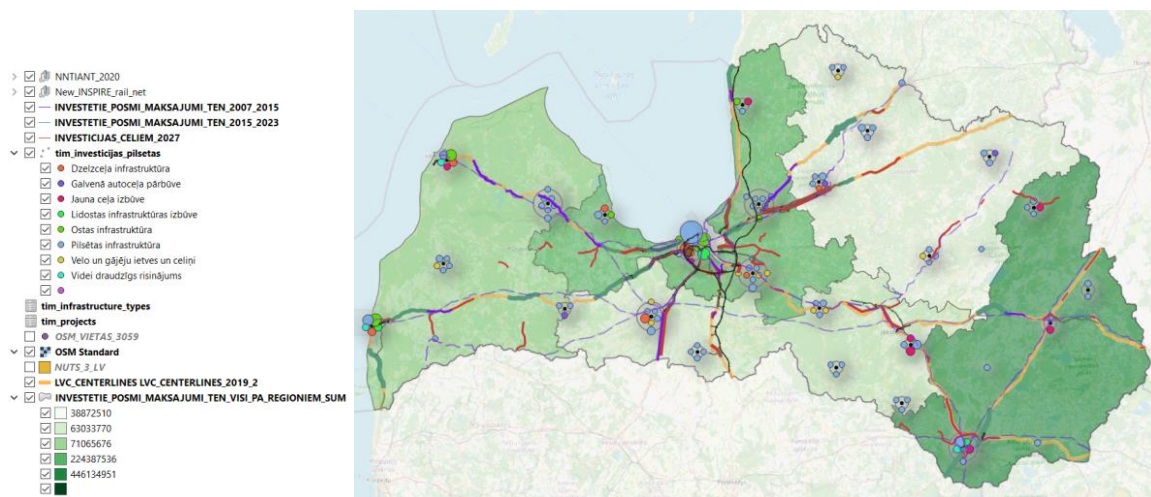 NNTIANT_2020
New_INSPIRE_rail_net
INVESTETIE_POSMI_MAKSAJUMI_TEN_2007_2015
INVESTETIE_POSMI_MAKSAJUMI_TEN_2015_2023
INVESTICIJAS_CELIEM_2027
tim_investicijas_pilsetas
Dzelzceļa infrastruktūra
Galvenā autoceļa pārbūve
Jauna ceļa izbūve
Lidostas infrastruktūras izbūve
Ostas infrastruktūra
Pilsētas infrastruktūra
Velo un gājēju ietves un celiņi
Videi draudzīgs risinājums
tim_infrastructure_types
tim_projects
OSM_VIETAS_3059
OSM Standard
NUTS_3_LV
LVC_CENTERLINES LVC_CENTERLINES_2019_2
INVESTETIE_POSMI_MAKSAJUMI_TEN_VISI_PA_REGIONIEM_SUM
38872510
63033770
71065676
224387536
446134951